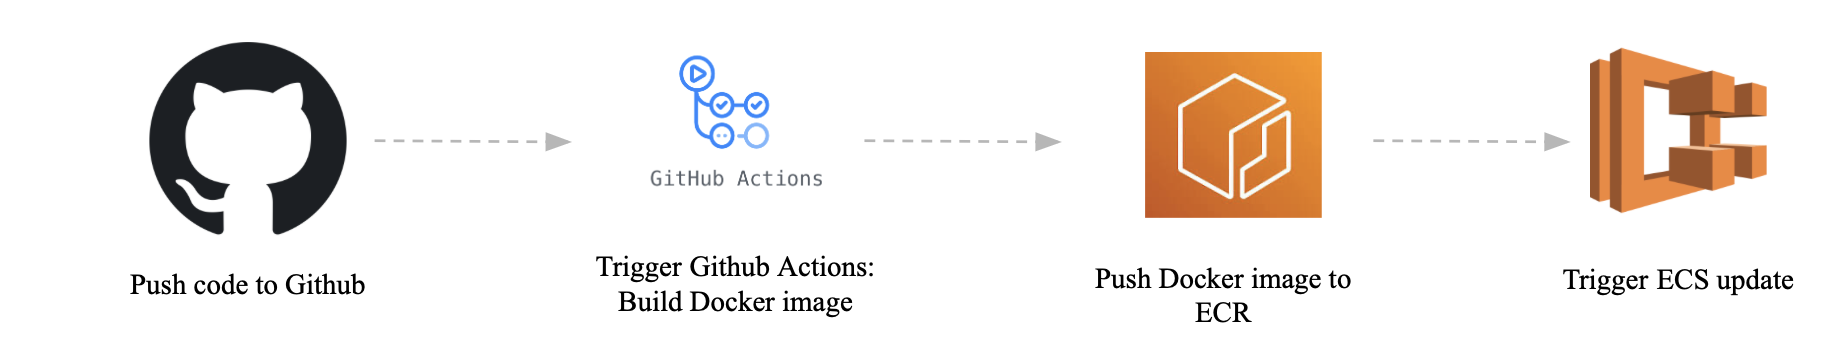 GitHub Actions
Push code to Github
Trigger Github Actions:
Build Docker image
Push Docker image to
ECR
Trigger ECS update